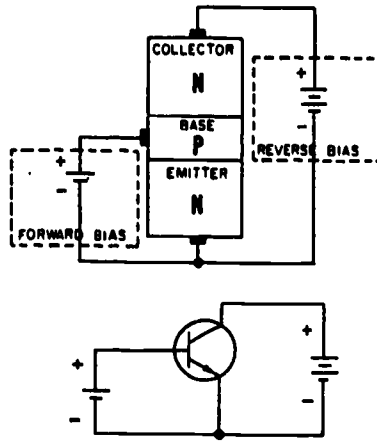 COLLECTOR
N
+
BASE
P
-
REVERSE BIAS
+
-
EMITTER
N
FORWARD BIAS
+
+
-
-